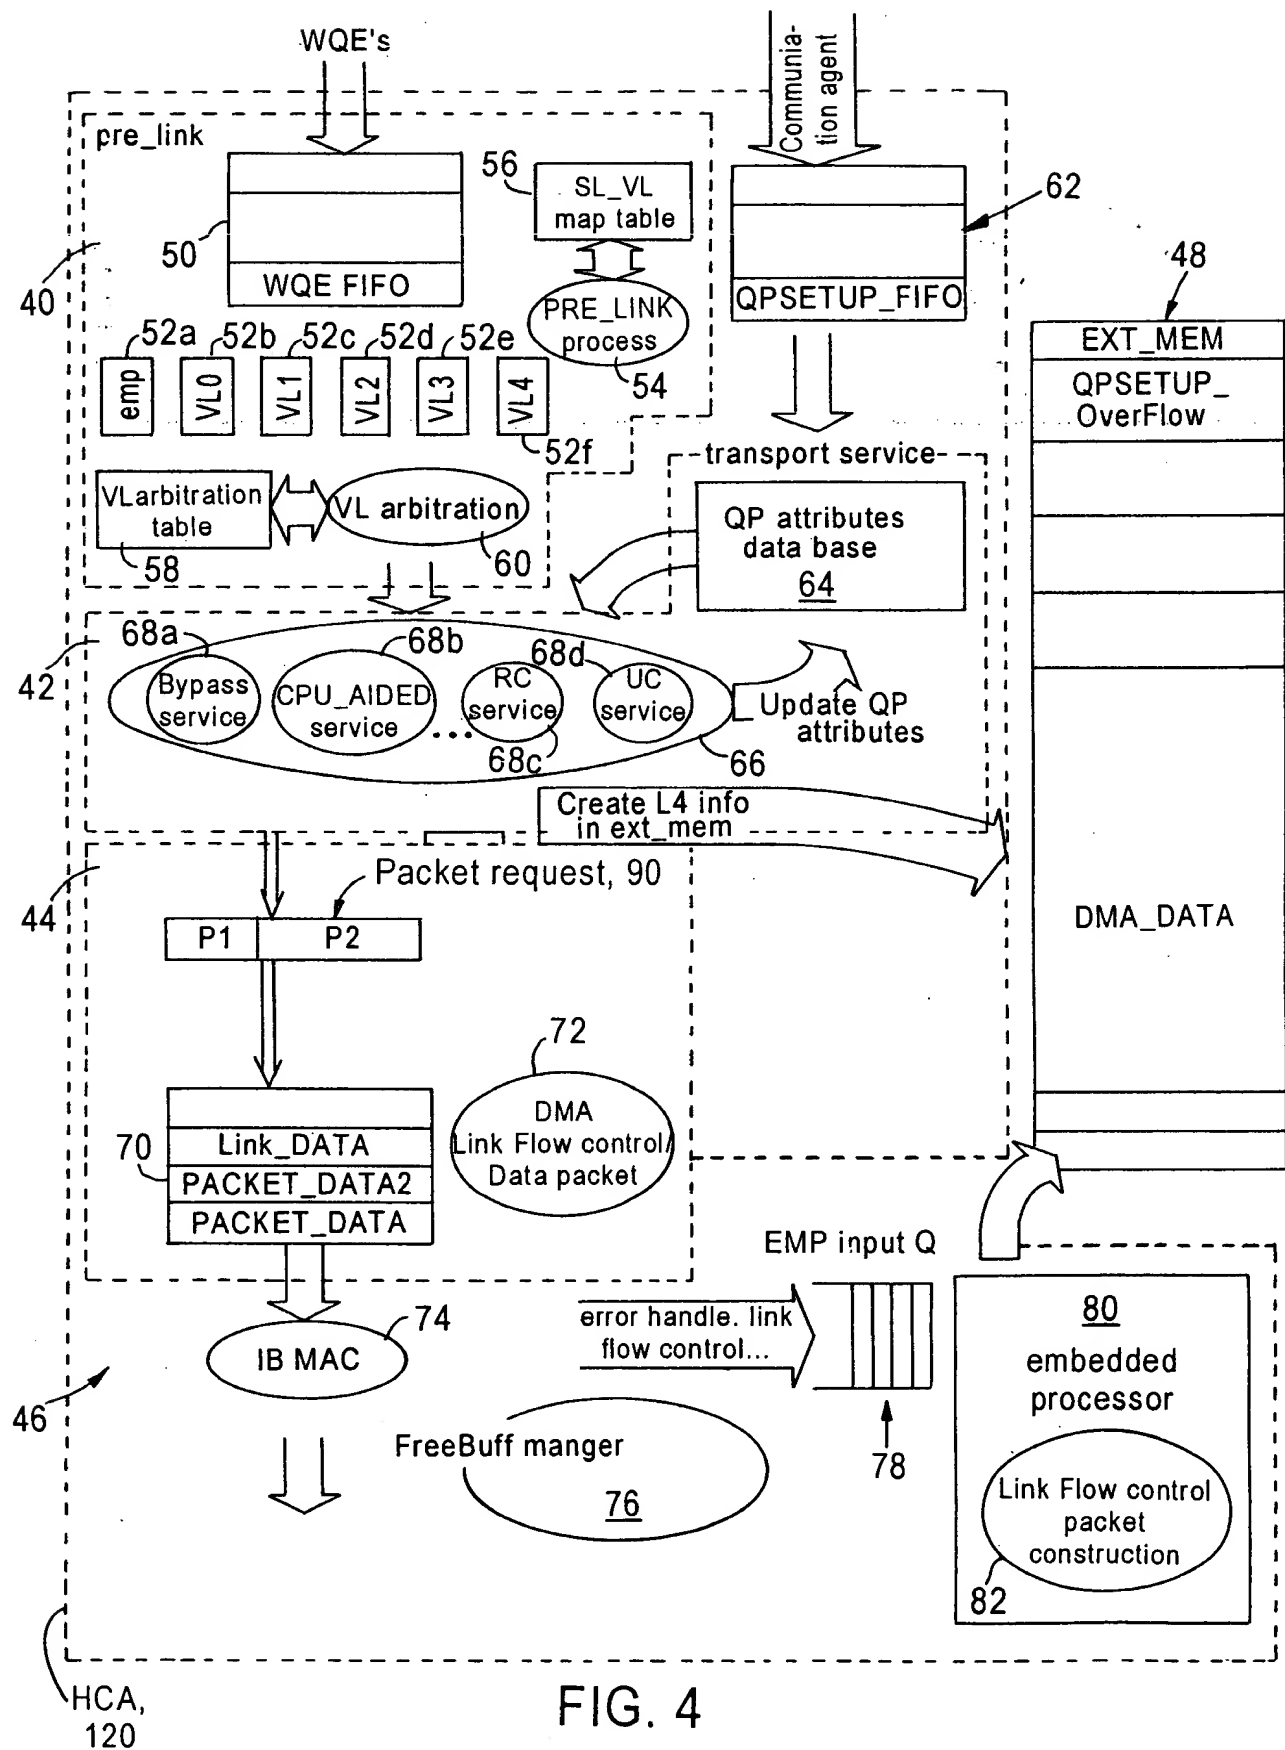 WQE's
Communia-
tion agent
pre_link
56
SL_VL
map table
62
50
40
WQE FIFO
PRE_LINK
process
QPSETUP_FIFO
48
52a
52b
52c
52d
52e
54
EXT_MEM
emp
VL0
VL1
VL2
VL3
VL4
QPSETUP_
OverFlow
52f
transport service
VLarbitration
table
VL arbitration
QP attributes
data base
64
58
60
68a
68b
68d
42
Bypass
service
CPU_AIDED
service
...
RC
service
UC
service
Update QP
attributes
68c
66
Create L4 info
in ext_mem
44
Packet request, 90
P1
P2
DMA_DATA
72
DMA
Link Flow control/
Data packet
70
Link_DATA
PACKET_DATA2
PACKET_DATA
EMP input Q
74
IB MAC
error handle. link
flow control...
80
embedded
processor
46
FreeBuff manger
76
78
Link Flow control
packet
construction
82
HCA,
120
FIG. 4